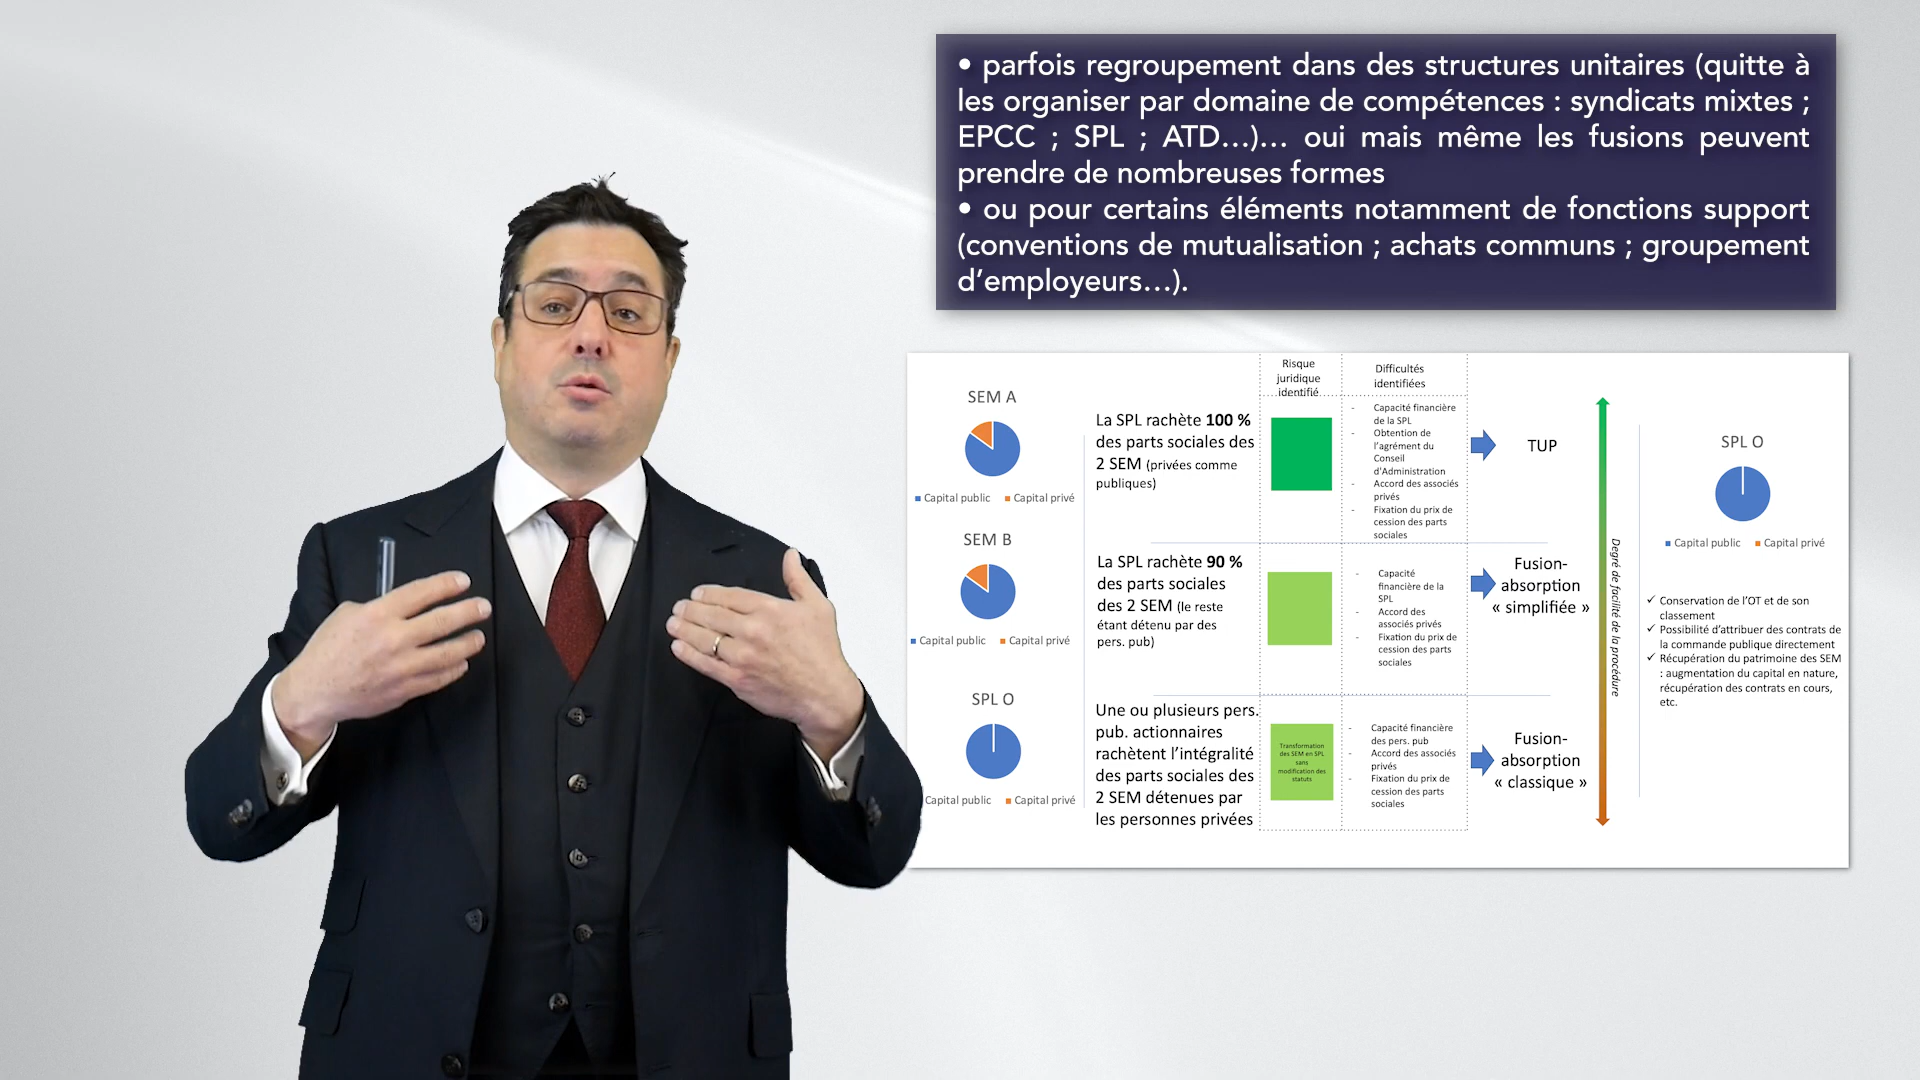 • parfois regroupement dans des structures unitaires (quitte à
les organiser par domaine de compétences : syndicats mixtes ;
EPCC ; SPL ; ATD…)… oui mais même les fusions peuvent
prendre de nombreuses formes
• ou pour certains éléments notamment de fonctions support
(conventions de mutualisation ; achats communs ; groupement
d’employeurs…).
SEM A
Capital public Capital privé
SEM B
Capital public Capital privé
SPL O
Capital public Capital privé
Risque
juridique
identifié
Difficultés
identifiées
La SPL rachète 100 %
des parts sociales des
2 SEM (privées comme
publiques)
- Capacité financière
de la SPL
- Obtention de
l’agrément du
Conseil
d’Administration
- Accord des associés
privés
- Fixation du prix de
cession des parts
sociales
TUP
La SPL rachète 90 %
des parts sociales
des 2 SEM (le reste
étant détenu par des
pers. pub)
- Capacité
financière de la
SPL
- Accord des
associés privés
- Fixation du prix de
cession des parts
sociales
Fusion-
absorption
« simplifiée »
Une ou plusieurs pers.
pub. actionnaires
rachètent l’intégralité
des parts sociales des
2 SEM détenues par
les personnes privées
Transformation
des SEM en SPL
sans
modification des
statuts
- Capacité financière
des pers. pub
- Accord des associés
privés
- Fixation du prix de
cession des parts
sociales
Fusion-
absorption
« classique »
Degré de facilité de la procédure
SPL O
Capital public Capital privé
✓ Conservation de l’OT et de son
classement
✓ Possibilité d’attribuer des contrats de
la commande publique directement
✓ Récupération du patrimoine des SEM
: augmentation du capital en nature,
récupération des contrats en cours,
etc.